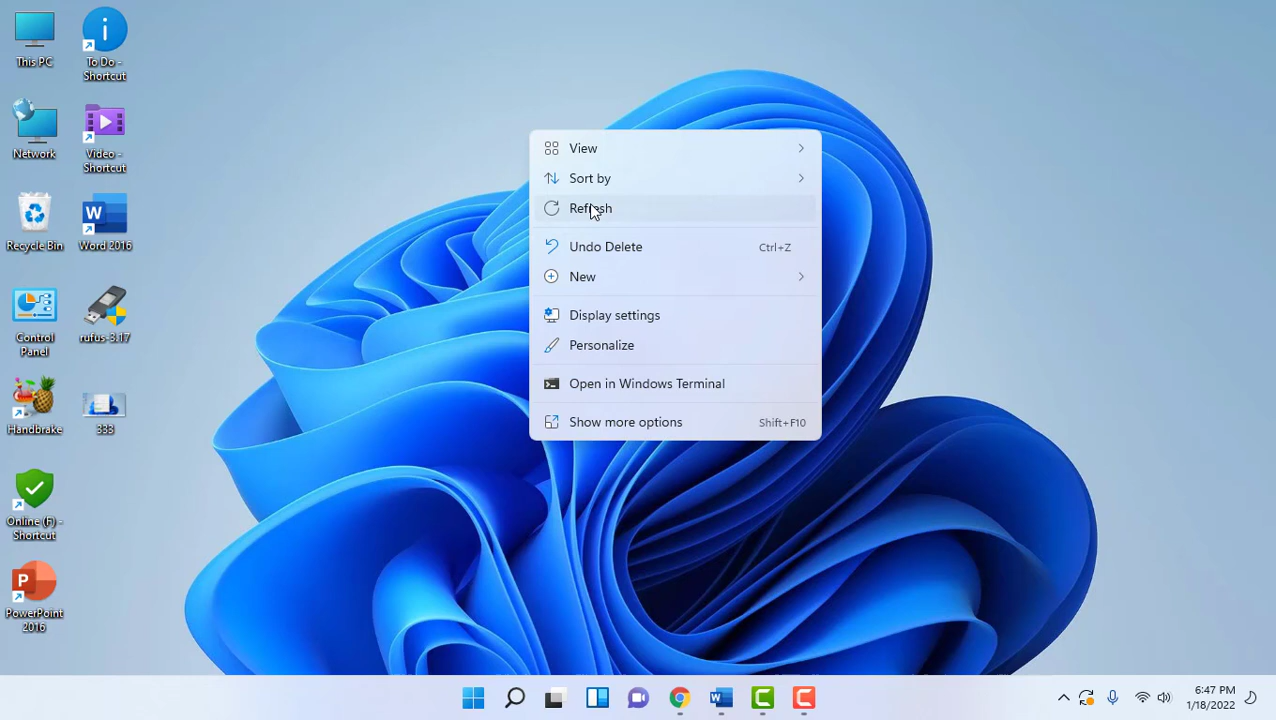 This PC
To Do -
Shortcut
Network
Video -
Shortcut
Recycle Bin
Word 2016
Control
Panel
rufus-3.17
Handbrake
333
Online (F) -
Shortcut
PowerPoint
2016
View
Sort by
Refresh
Undo Delete Ctrl+Z
New
Display settings
Personalize
Open in Windows Terminal
Show more options Shift+F10
6:47 PM
1/18/2022